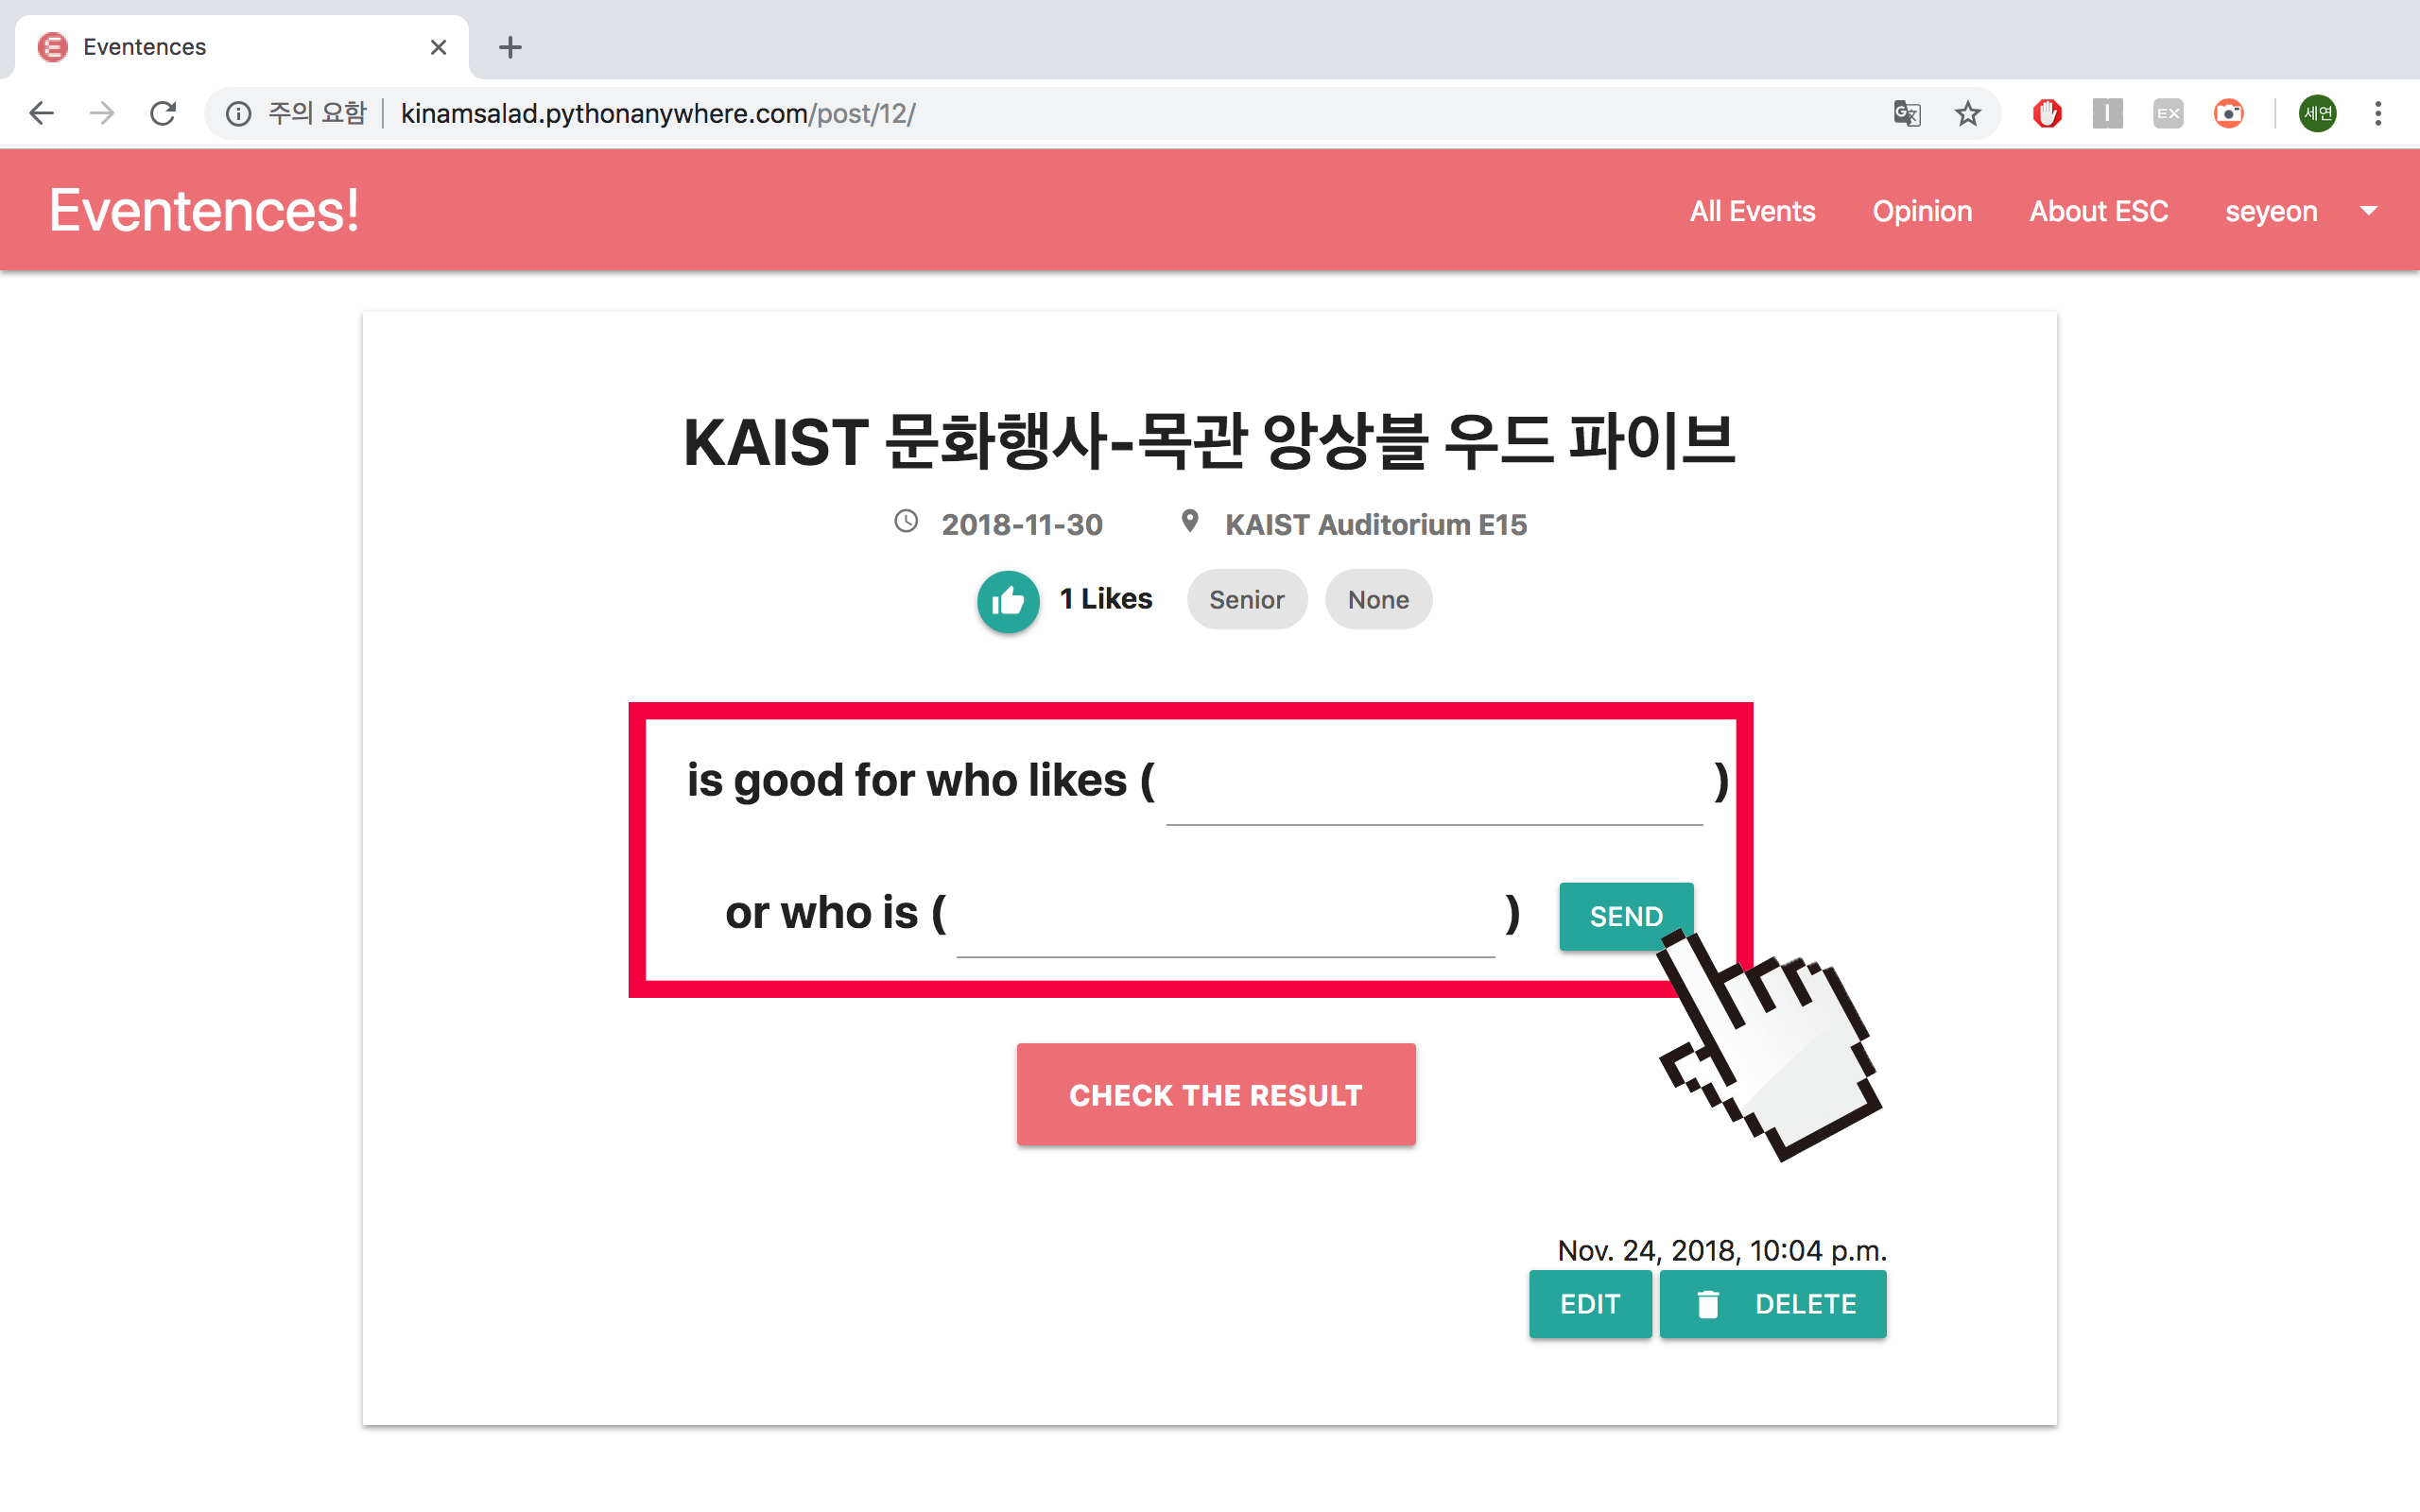 Eventences
주의 요함 kinamsalad.pythonanywhere.com/post/12/
EX
세연
Eventences!
All Events Opinion About ESC seyeon
KAIST 문화행사-목관 앙상블 우드 파이브
2018-11-30 KAIST Auditorium E15
1 Likes Senior None
is good for who likes ( )
or who is ( ) SEND
CHECK THE RESULT
Nov. 24, 2018, 10:04 p.m.
EDIT DELETE